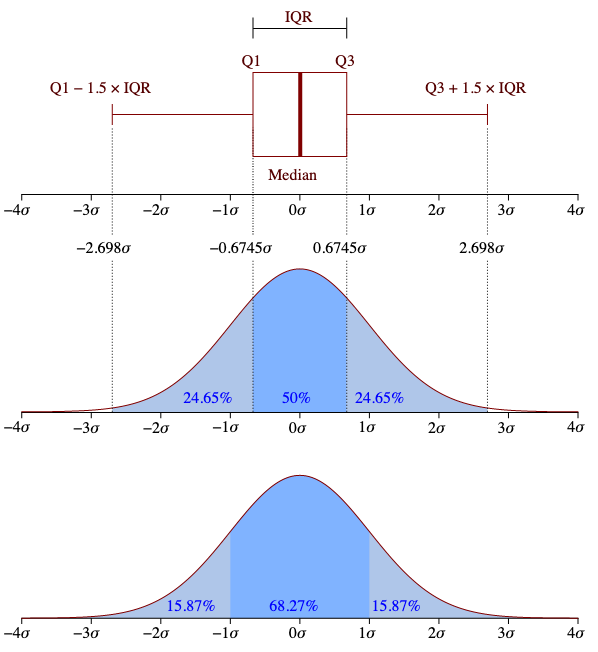 IQR
Q1 Q3
Q1 − 1.5 × IQR Q3 + 1.5 × IQR
Median
−4σ −3σ −2σ −1σ 0σ 1σ 2σ 3σ 4σ
−2.698σ −0.6745σ 0.6745σ 2.698σ
24.65% 50% 24.65%
−4σ −3σ −2σ −1σ 0σ 1σ 2σ 3σ 4σ
15.87% 68.27% 15.87%
−4σ −3σ −2σ −1σ 0σ 1σ 2σ 3σ 4σ